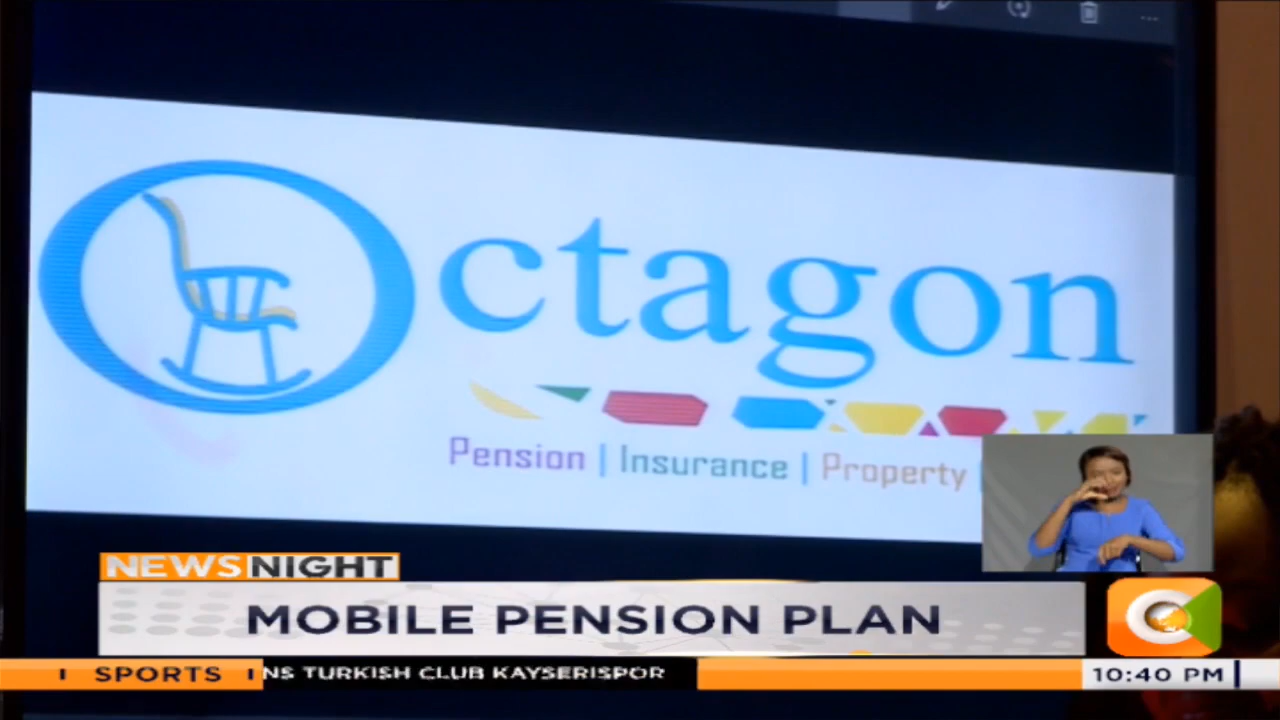 Octagon
Pension | Insurance | Property |
NEWSNIGHT
MOBILE PENSION PLAN
SPORTS
NS TURKISH CLUB KAYSERISPOR
10:40 PM